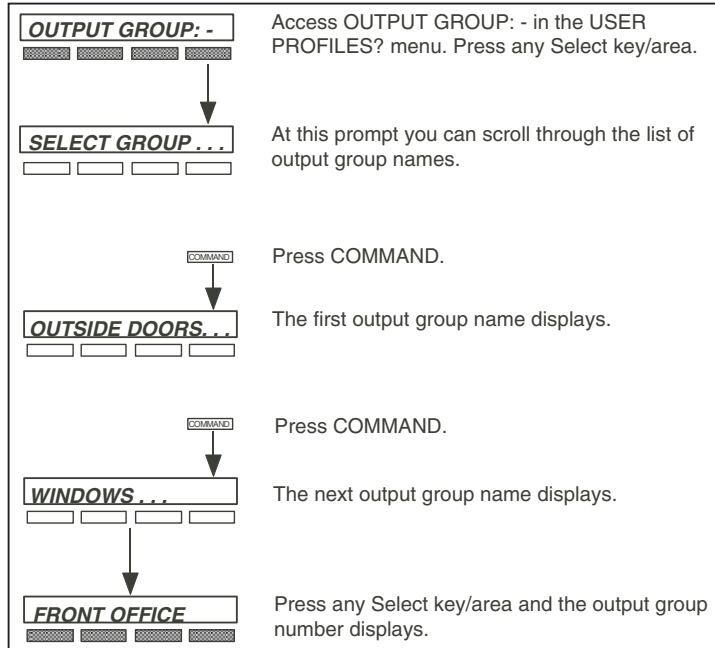 OUTPUT GROUP: -
Access OUTPUT GROUP: - in the USER
PROFILES? menu. Press any Select key/area.
SELECT GROUP . . .
At this prompt you can scroll through the list of
output group names.
COMMAND
Press COMMAND.
OUTSIDE DOORS. . .
The first output group name displays.
COMMAND
Press COMMAND.
WINDOWS . . .
The next output group name displays.
FRONT OFFICE
Press any Select key/area and the output group
number displays.